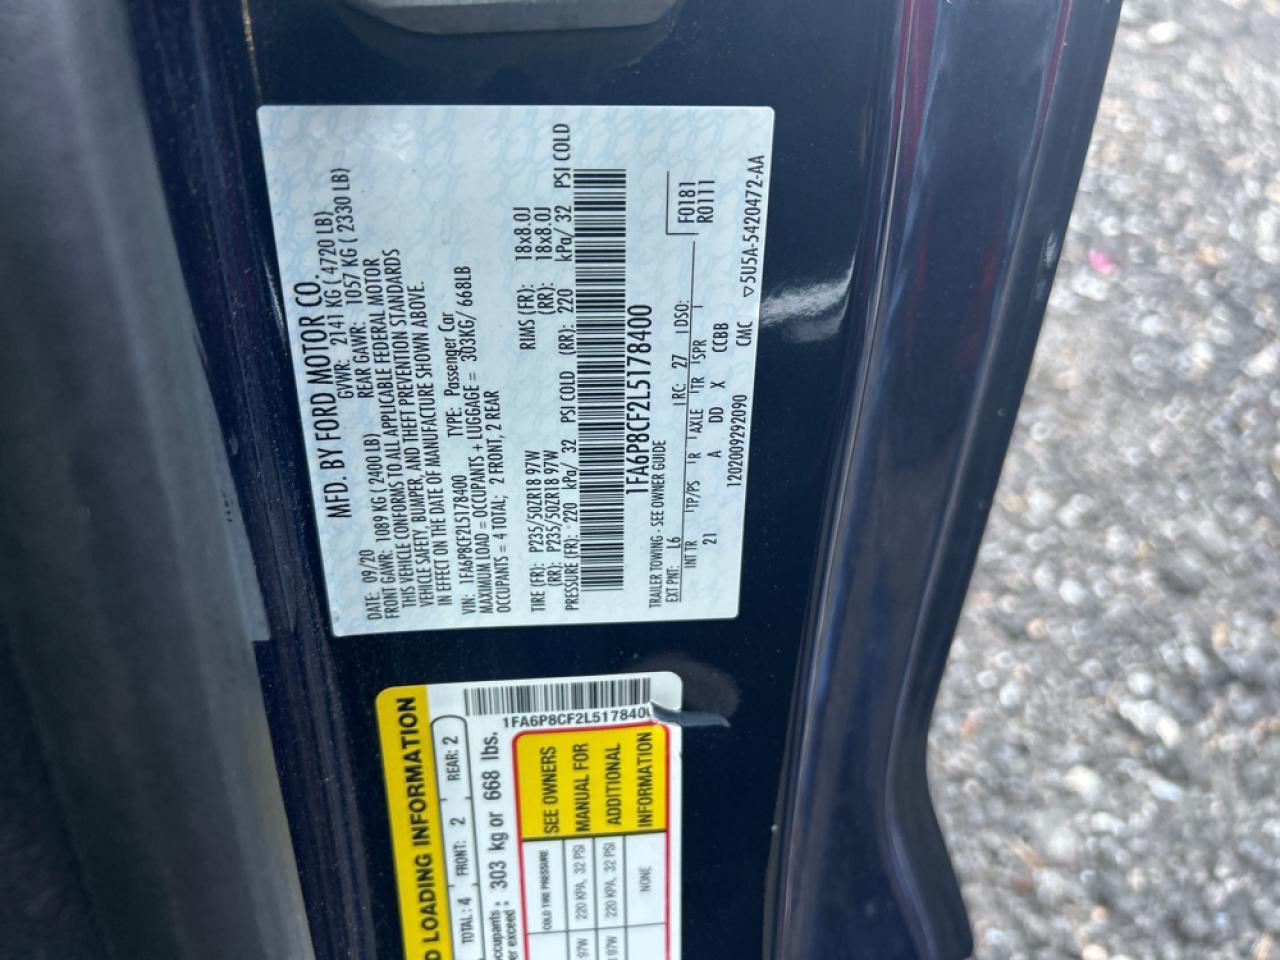 MFD. BY FORD MOTOR CO.
DATE: 09/20 GVWR: 2141 KG ( 4720 LB)
FRONT GAWR: 1089 KG ( 2400 LB) REAR GAWR: 1057 KG ( 2330 LB)
THIS VEHICLE CONFORMS TO ALL APPLICABLE FEDERAL MOTOR
VEHICLE SAFETY, BUMPER, AND THEFT PREVENTION STANDARDS
IN EFFECT ON THE DATE OF MANUFACTURE SHOWN ABOVE.
VIN: 1FA6P8CF2L5178400 TYPE: Passenger Car
MAXIMUM LOAD = OCCUPANTS + LUGGAGE = 303KG/ 668LB
OCCUPANTS = 4 TOTAL; 2 FRONT, 2 REAR
TIRE (FR): P235/50ZR18 97W RIMS (FR): 18x8.0J
(RR): P235/50ZR18 97W (RR): 18x8.0J
PRESSURE (FR): 220 kPa/ 32 PSI COLD (RR): 220 kPa/ 32 PSI COLD
1FA6P8CF2L5178400
TRAILER TOWING - SEE OWNER GUIDE
EXT PNT: L6 RC: 27 DSO: F0181
INT TR TP/PS R AXLE TR SPR R0111
21 A DD X CCBB
12020092920​90 CMC ▽5U5A-5420472-AA
LOADING INFORMATION
TOTAL: 4 FRONT: 2 REAR: 2
303 kg or 668 lbs.
1FA6P8CF2L517840
COLD TIRE PRESSURE
97W 220 KPA, 32 PSI
97W 220 KPA, 32 PSI
NONE
SEE OWNERS
MANUAL FOR
ADDITIONAL
INFORMATION